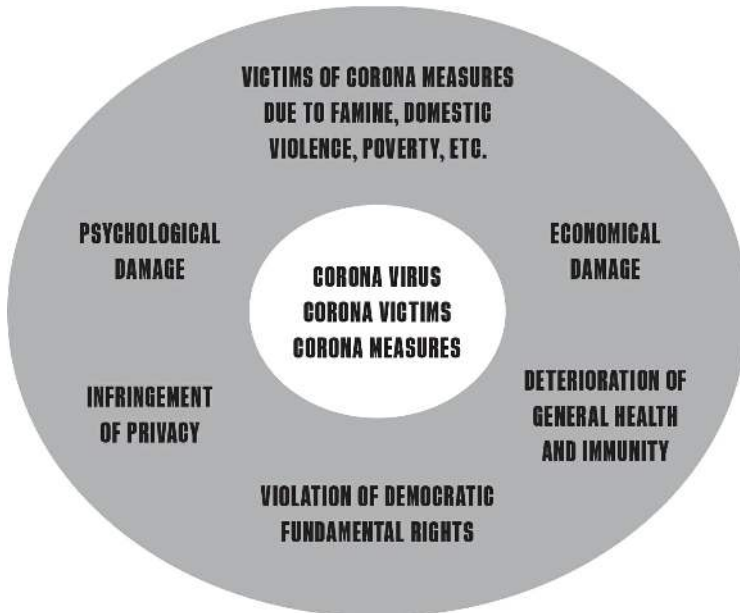 VICTIMS OF CORONA MEASURES
DUE TO FAMINE, DOMESTIC
VIOLENCE, POVERTY, ETC.
PSYCHOLOGICAL
DAMAGE
ECONOMICAL
DAMAGE
CORONA VIRUS
CORONA VICTIMS
CORONA MEASURES
INFRINGEMENT
OF PRIVACY
DETERIORATION OF
GENERAL HEALTH
AND IMMUNITY
VIOLATION OF DEMOCRATIC
FUNDAMENTAL RIGHTS